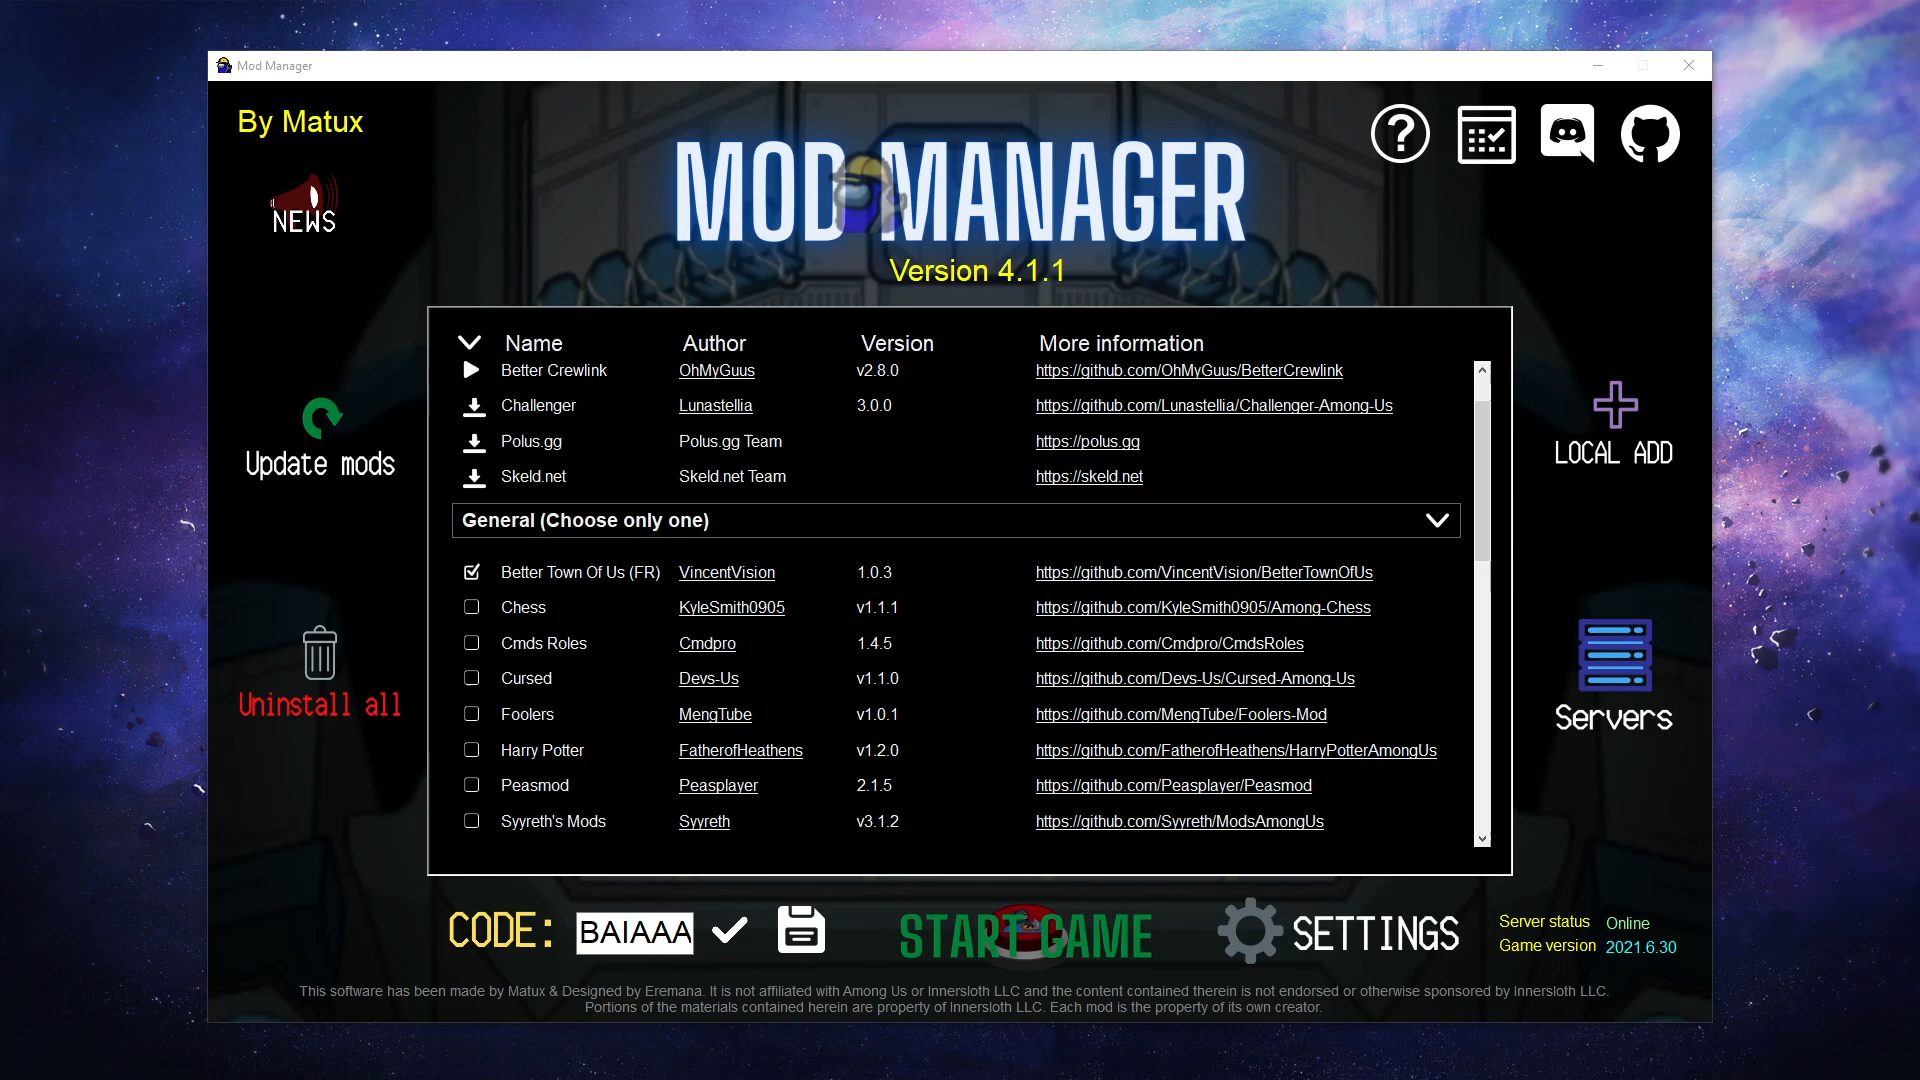 Mod Manager
By Matux
NEWS
MOD MANAGER
Version 4.1.1
Name Author Version More information
Better Crewlink OhMyGuus v2.8.0 https://github.com/OhMyGuus/BetterCrewlink
Challenger Lunastellia 3.0.0 https://github.com/Lunastellia/Challenger-Among-Us
Polus.gg Polus.gg Team https://polus.gg
Skeld.net Skeld.net Team https://skeld.net
General (Choose only one)
Better Town Of Us (FR) VincentVision 1.0.3 https://github.com/VincentVision/BetterTownOfUs
Chess KyleSmith0905 v1.1.1 https://github.com/KyleSmith0905/Among-Chess
Cmds Roles Cmdpro 1.4.5 https://github.com/Cmdpro/CmdsRoles
Cursed Devs-Us v1.1.0 https://github.com/Devs-Us/Cursed-Among-Us
Foolers MengTube v1.0.1 https://github.com/MengTube/Foolers-Mod
Harry Potter FatherofHeathens v1.2.0 https://github.com/FatherofHeathens/HarryPotterAmongUs
Peasmod Peasplayer 2.1.5 https://github.com/Peasplayer/Peasmod
Syyreth's Mods Syyreth v3.1.2 https://github.com/Syyreth/ModsAmongUs
Update mods
Uninstall all
LOCAL ADD
Servers
CODE: BAIAAA
START GAME
SETTINGS
Server status Online
Game version 2021.6.30
This software has been made by Matux & Designed by Eremana. It is not affiliated with Among Us or Innersloth LLC and the content contained therein is not endorsed or otherwise sponsored by Innersloth LLC.
Portions of the materials contained herein are property of Innersloth LLC. Each mod is the property of its own creator.